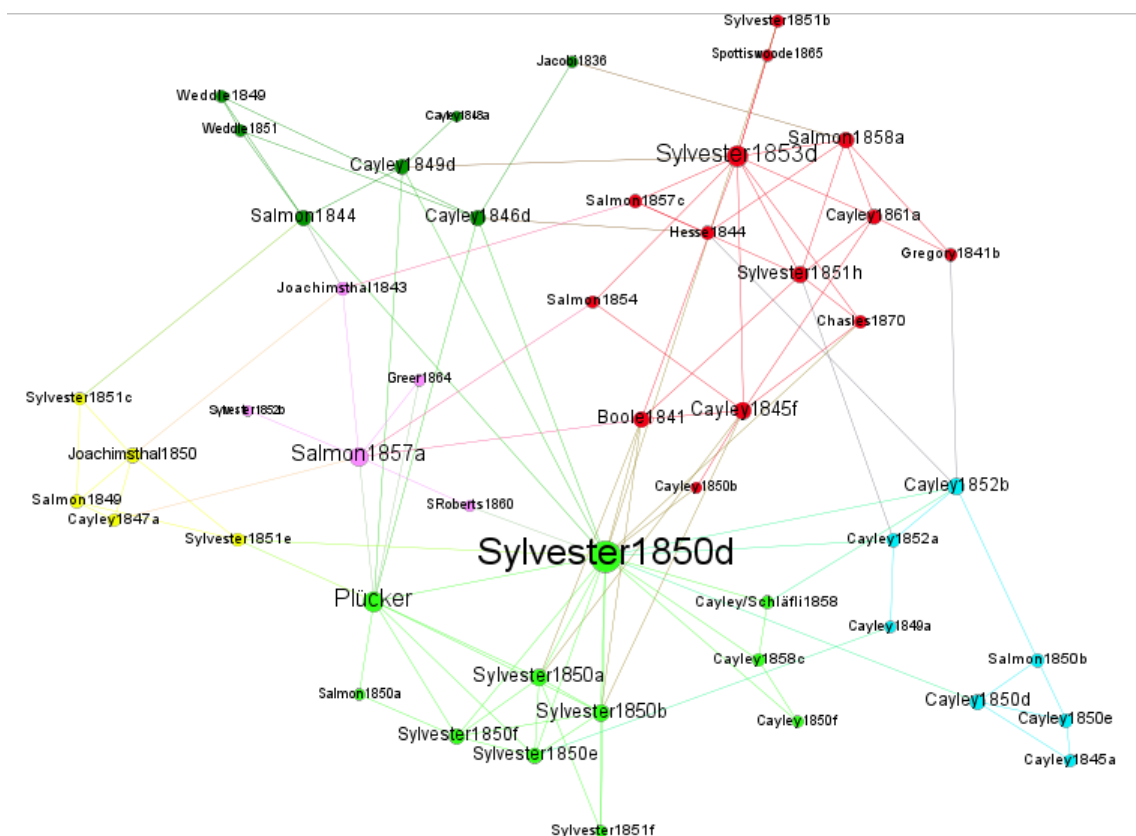 Sylvester1851b
Spottiswoode1865
Jacobi1836
Weddle1849
Cayley1848a
Weddle1851
Salmon1858a
Sylvester1853d
Cayley1849d
Salmon1857c
Salmon1844
Cayley1846d
Cayley1861a
Hesse1844
Gregory1841b
Sylvester1851h
Joachimsthal1843
Salmon1854
Chasles1870
Greer1864
Sylvester1851c
Sylvester1852b
Boole1841
Cayley1845f
Joachimsthal1850
Salmon1857a
Cayley1850b
Cayley1852b
Salmon1849
SRoberts1860
Cayley1847a
Sylvester1851e
Cayley1852a
Sylvester1850d
Plücker
Cayley/Schläfli1858
Cayley1849a
Cayley1858c
Salmon1850b
Sylvester1850a
Salmon1850a
Cayley1850d
Sylvester1850b
Cayley1850f
Cayley1850e
Sylvester1850f
Sylvester1850e
Cayley1845a
Sylvester1851f